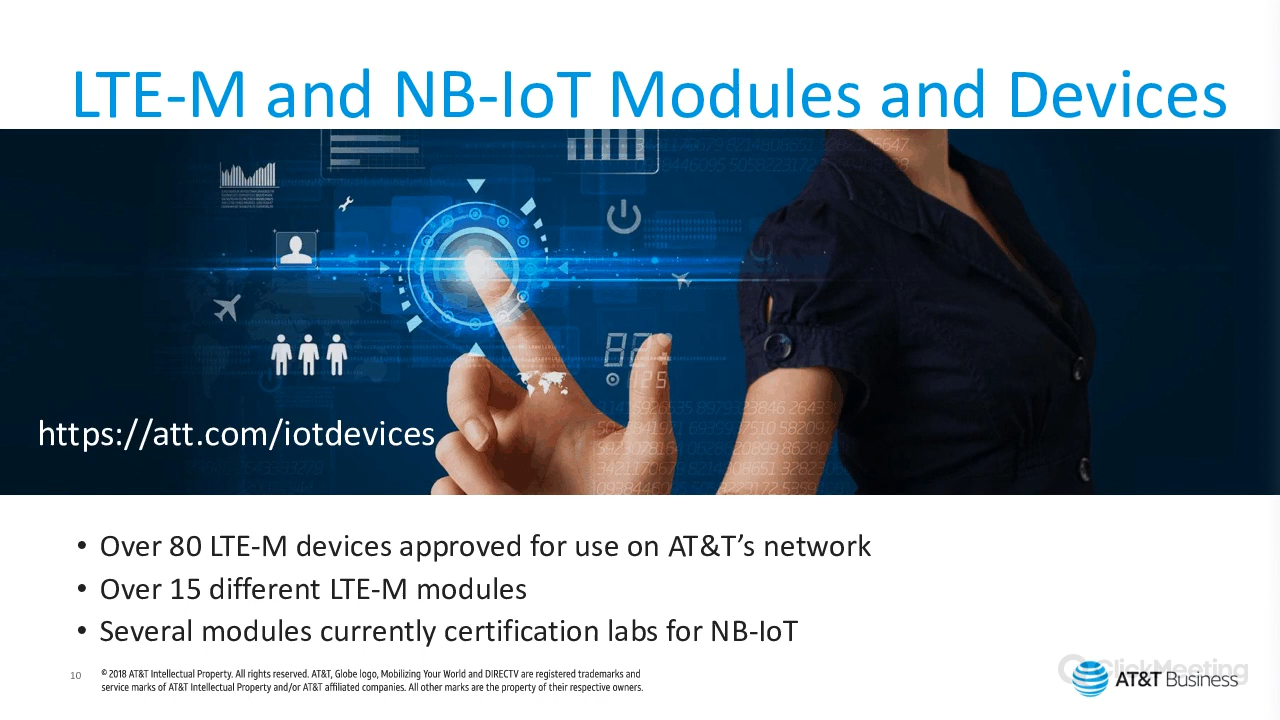 LTE-M and NB-IoT Modules and Devices
https://att.com/iotdevices
• Over 80 LTE-M devices approved for use on AT&T’s network
• Over 15 different LTE-M modules
• Several modules currently certification labs for NB-IoT
10
© 2018 AT&T Intellectual Property. All rights reserved. AT&T, Globe logo, Mobilizing Your World and DIRECTV are registered trademarks and
service marks of AT&T Intellectual Property and/or AT&T affiliated companies. All other marks are the property of their respective owners.
ClickMeeting
AT&T Business